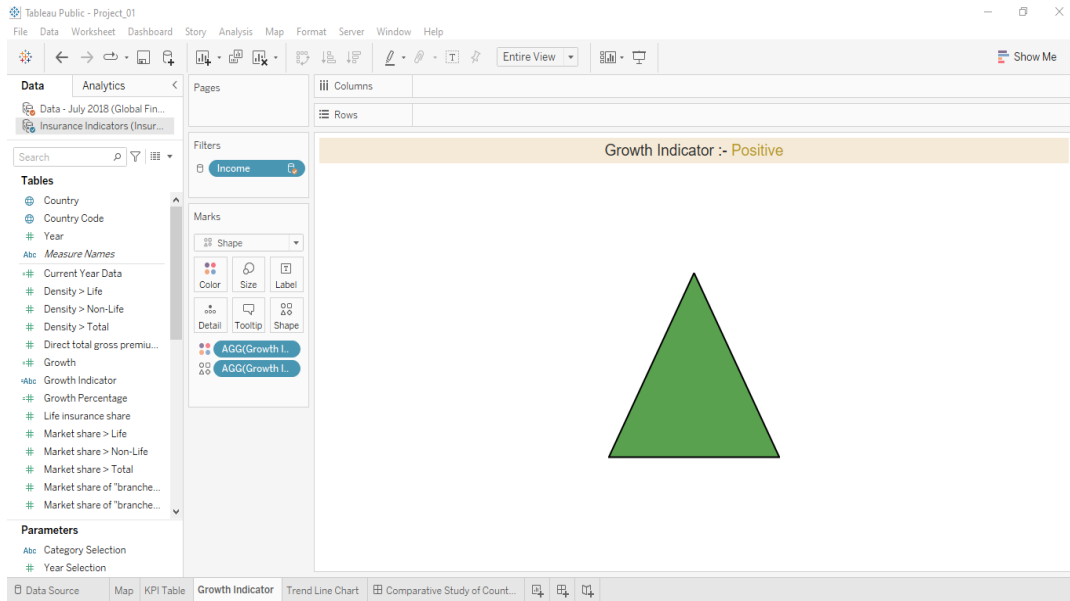 Tableau Public - Project_01
File Data Worksheet Dashboard Story Analysis Map Format Server Window Help
Entire View
Show Me
Data Analytics
Data - July 2018 (Global Fin...
Insurance Indicators (Insur...
Search
Tables
Country
Country Code
# Year
Abc Measure Names
=# Current Year Data
# Density > Life
# Density > Non-Life
# Density > Total
# Direct total gross premiu...
=# Growth
=Abc Growth Indicator
=# Growth Percentage
# Life insurance share
# Market share > Life
# Market share > Non-Life
# Market share > Total
# Market share of "branche...
# Market share of "branche...
Parameters
Abc Category Selection
# Year Selection
Pages
Filters
Income
Marks
Shape
Color Size Label
Detail Tooltip Shape
AGG(Growth I..
AGG(Growth I..
Columns
Rows
Growth Indicator :- Positive
Data Source Map KPI Table Growth Indicator Trend Line Chart Comparative Study of Count...